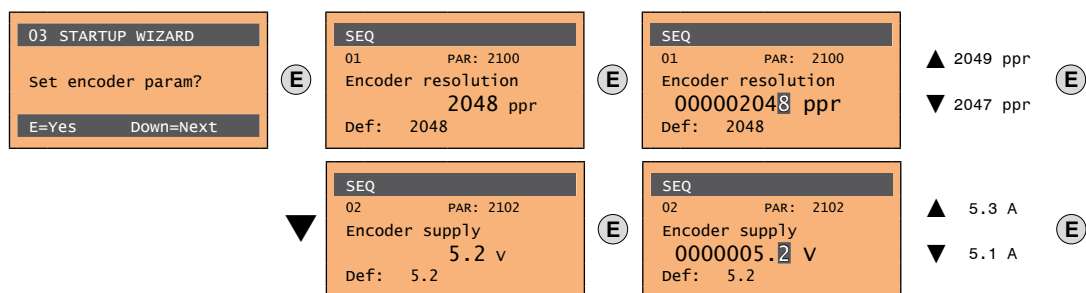 03 STARTUP WIZARD
Set encoder param?
E=Yes Down=Next
E
SEQ
01 PAR: 2100
Encoder resolution
2048 ppr
Def: 2048
E
SEQ
01 PAR: 2100
Encoder resolution
000002048 ppr
Def: 2048
▲ 2049 ppr
▼ 2047 ppr
E
▼
SEQ
02 PAR: 2102
Encoder supply
5.2 V
Def: 5.2
E
SEQ
02 PAR: 2102
Encoder supply
0000005.2 V
Def: 5.2
▲ 5.3 A
▼ 5.1 A
E